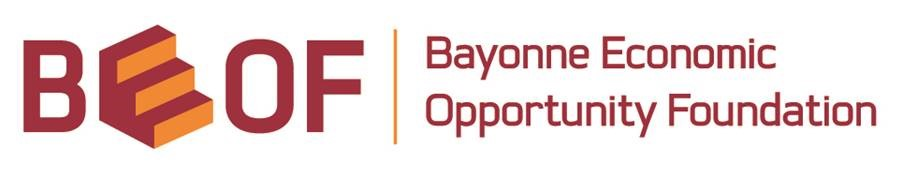 BEOF
Bayonne Economic
Opportunity Foundation